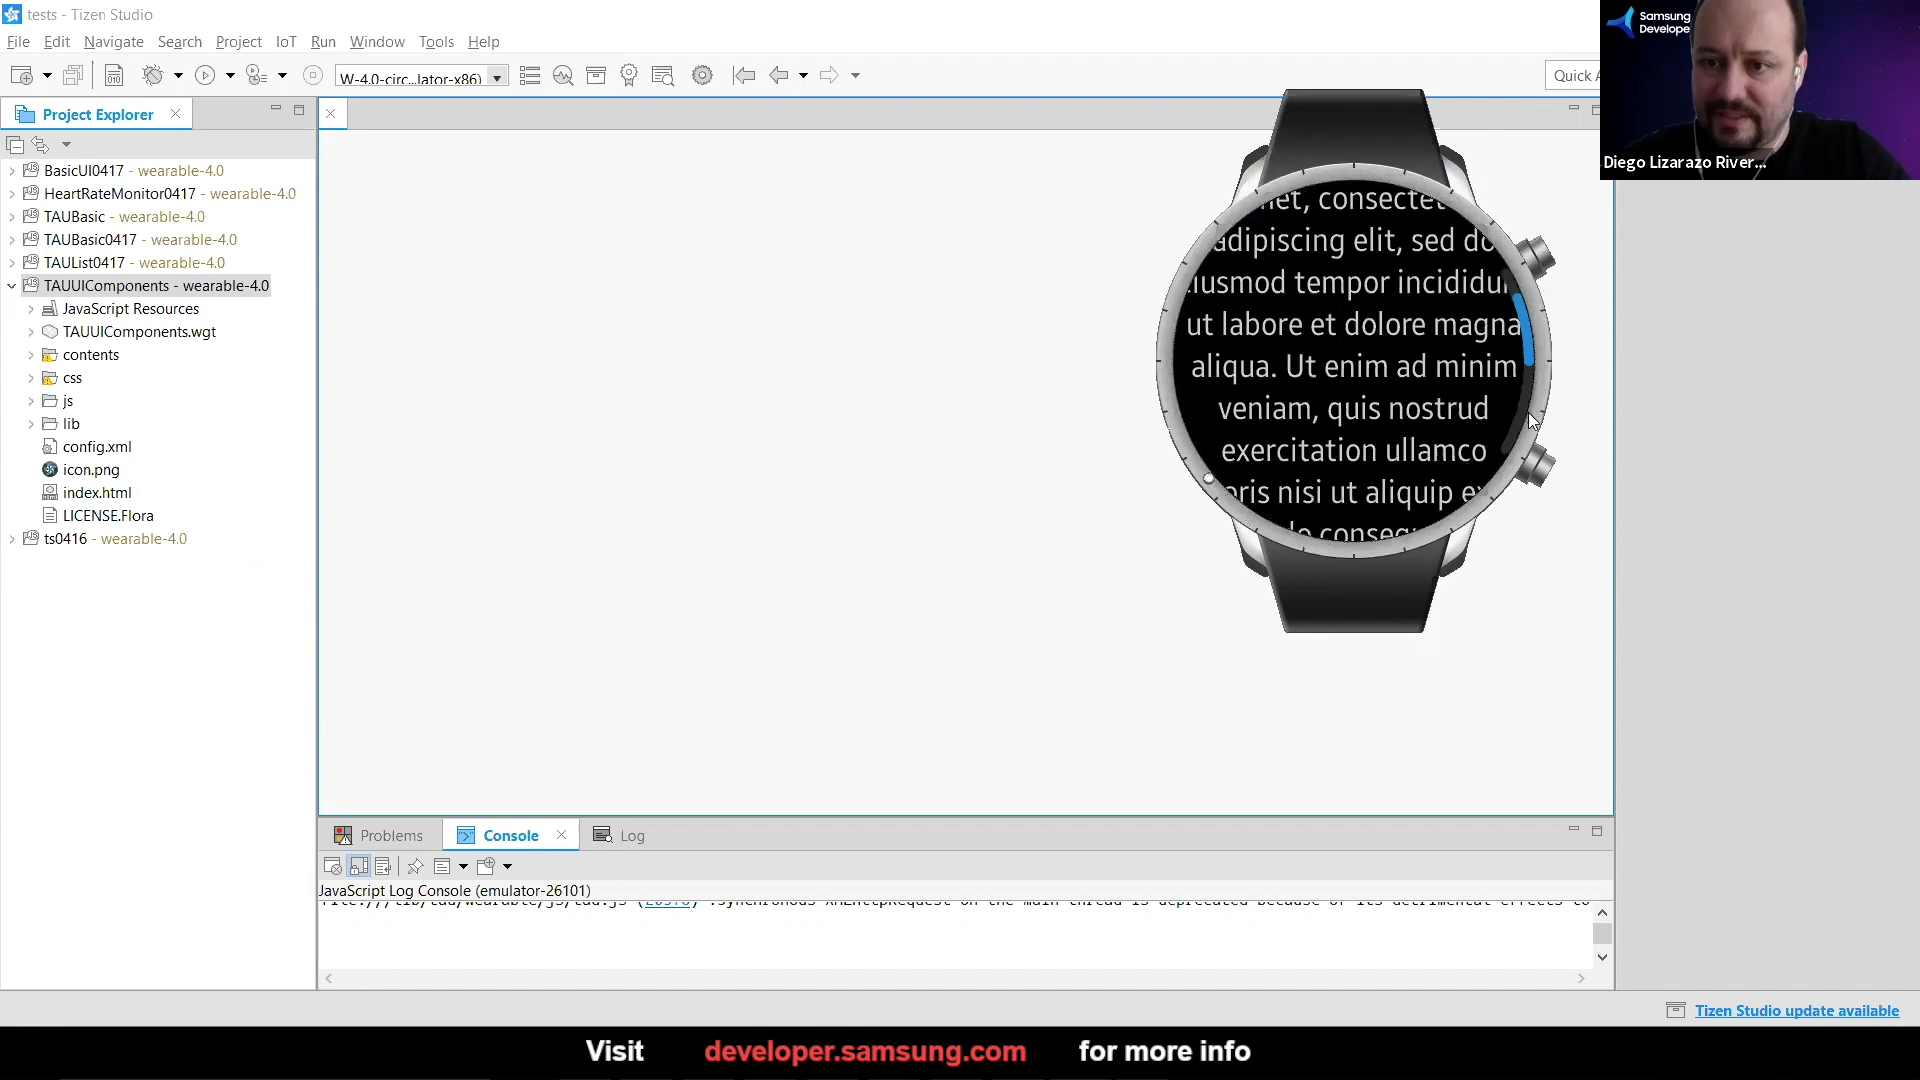 tests - Tizen Studio
File Edit Navigate Search Project IoT Run Window Tools Help
W-4.0-circ...lator-x86)
Quick
Samsung
Develope
Diego Lizarazo River...
Project Explorer
BasicUI0417 - wearable-4.0
HeartRateMonitor0417 - wearable-4.0
TAUBasic - wearable-4.0
TAUBasic0417 - wearable-4.0
TAUList0417 - wearable-4.0
TAUUIComponents - wearable-4.0
JavaScript Resources
TAUUIComponents.wgt
contents
css
js
lib
config.xml
icon.png
index.html
LICENSE.Flora
ts0416 - wearable-4.0
consectet
adipiscing elit, sed do
iusmod tempor incididu
ut labore et dolore magna
aliqua. Ut enim ad minim
veniam, quis nostrud
exercitation ullamco
nisi ut aliquip e
Problems Console Log
JavaScript Log Console (emulator-26101)
Tizen Studio update available
Visit developer.samsung.com for more info